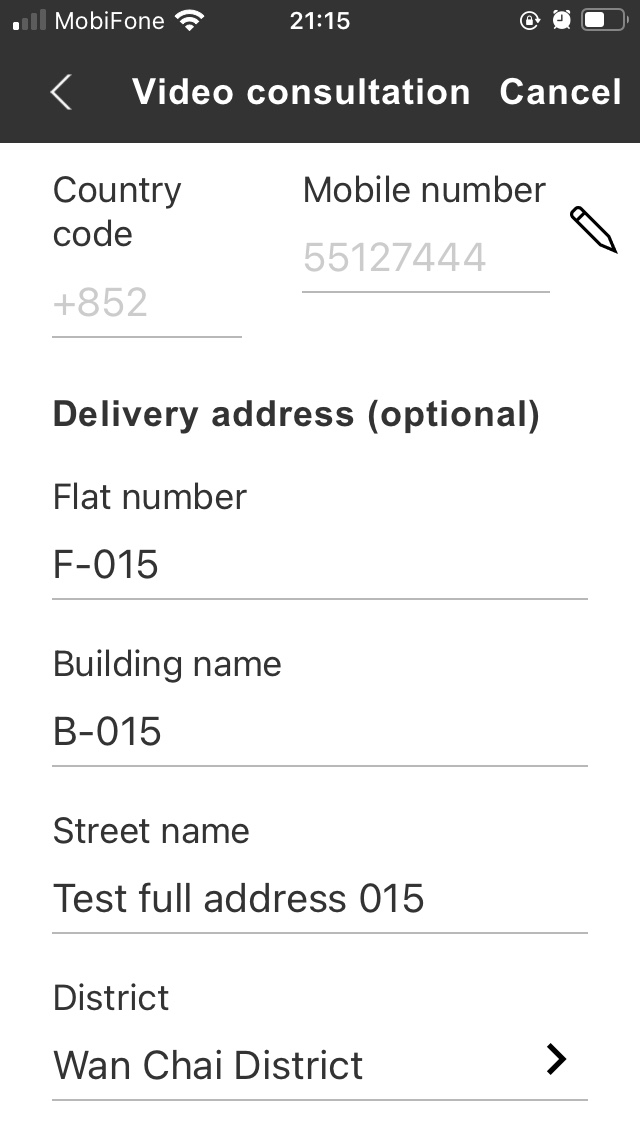 MobiFone 21:15
Video consultation Cancel
Country code
Mobile number
+852
55127444
Delivery address (optional)
Flat number
F-015
Building name
B-015
Street name
Test full address 015
District
Wan Chai District